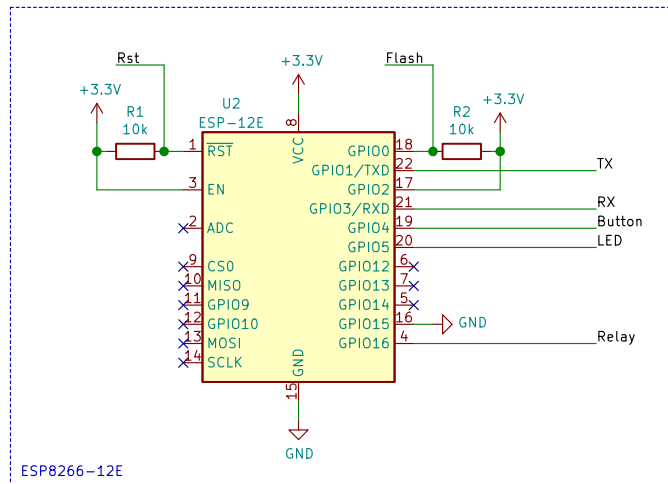 Rst
Flash
+3.3V
+3.3V
+3.3V
U2
ESP-12E
R1
10k
R2
10k
8
VCC
1 RST
GPIO0 18
GPIO1/TXD 22
TX
3 EN
GPIO2 17
GPIO3/RXD 21
RX
2 ADC
GPIO4 19
Button
GPIO5 20
LED
9 CS0
GPIO12 6
10 MISO
GPIO13 7
11 GPIO9
GPIO14 5
12 GPIO10
GPIO15 16
GND
13 MOSI
GPIO16 4
Relay
14 SCLK
GND
15
GND
ESP8266-12E